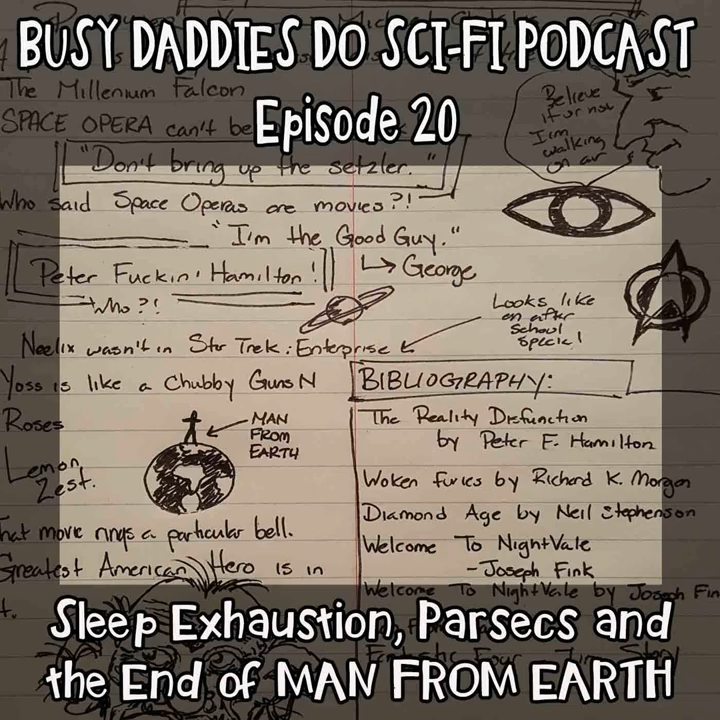 BUSY DADDIES DO SCI-FI PODCAST
Episode 20
The Millenium Falcon
SPACE OPERA can't be
Believe
it or not
I'm
walking
on air
"Don't bring up the setzler."
Who said Space Operas are movies?!
"I'm the Good Guy."
Peter Fuckin' Hamilton!
George
Who?!
Looks like
an after
school
special!
Neelix wasn't in Star Trek: Enterprise
Yoss is like a Chubby Guns N
Roses
MAN
FROM
EARTH
Lemon
Zest.
That movie rings a particular bell.
Greatest American Hero is in
BIBLIOGRAPHY:
The Reality Disfunction
by Peter F. Hamilton
Woken Furies by Richard K. Morgan
Diamond Age by Neil Stephenson
Welcome To NightVale
-Joseph Fink
Welcome To NightVale by Joseph Fin
Sleep Exhaustion, Parsecs and
the End of MAN FROM EARTH